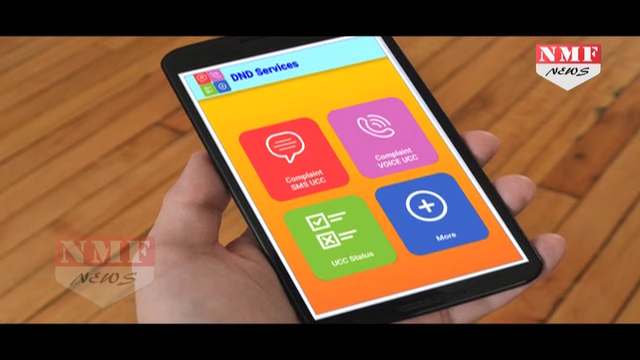 NMF
NEWS
DND Services
Complaint
SMS UCC
Complaint
VOICE UCC
UCC Status
More
NMF
NEWS